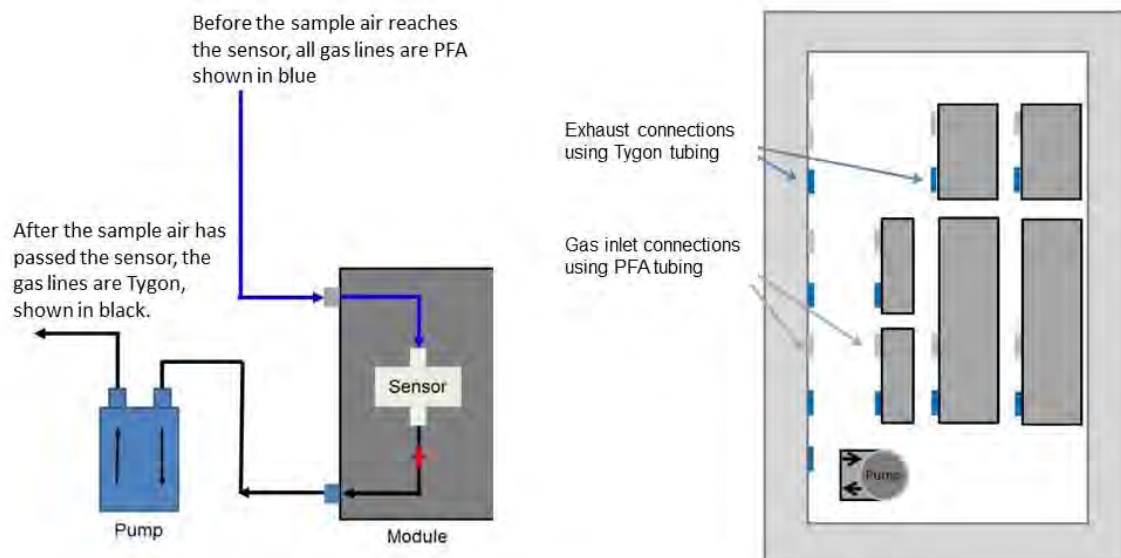 Before the sample air reaches
the sensor, all gas lines are PFA
shown in blue
After the sample air has
passed the sensor, the
gas lines are Tygon,
shown in black.
Sensor
Pump
Module
Exhaust connections
using Tygon tubing
Gas inlet connections
using PFA tubing
Pump